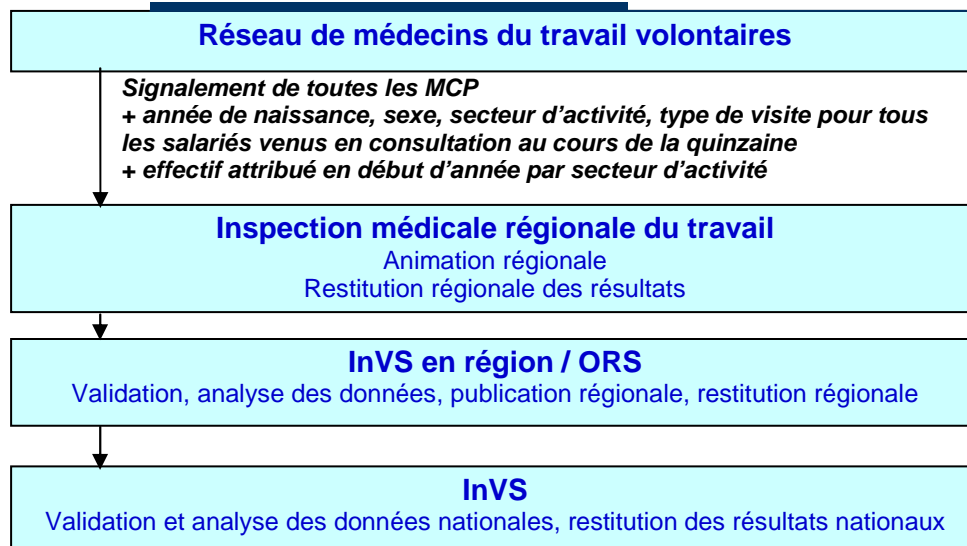 Réseau de médecins du travail volontaires
Signalement de toutes les MCP
+ année de naissance, sexe, secteur d'activité, type de visite pour tous
les salariés venus en consultation au cours de la quinzaine
+ effectif attribué en début d'année par secteur d'activité
Inspection médicale régionale du travail
Animation régionale
Restitution régionale des résultats
InVS en région / ORS
Validation, analyse des données, publication régionale, restitution régionale
InVS
Validation et analyse des données nationales, restitution des résultats nationaux